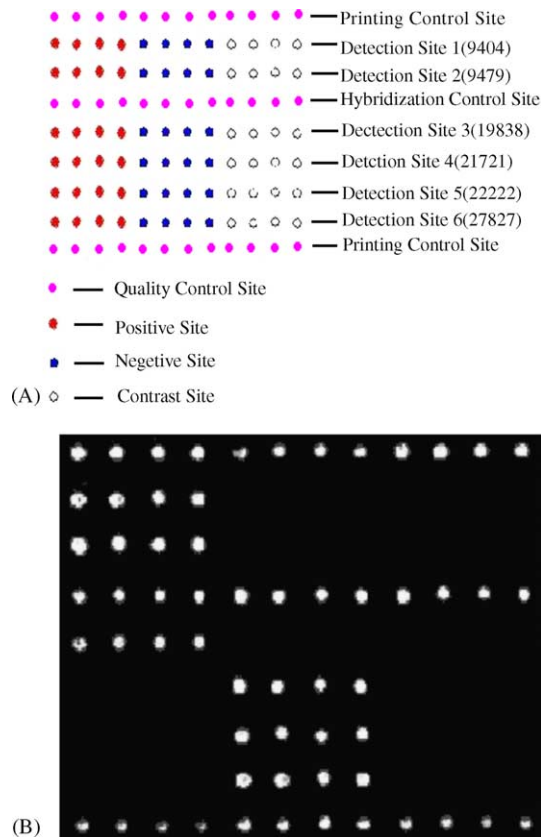 Printing Control Site
Detection Site 1(9404)
Detection Site 2(9479)
Hybridization Control Site
Dectection Site 3(19838)
Detction Site 4(21721)
Detection Site 5(22222)
Detection Site 6(27827)
Printing Control Site
Quality Control Site
Positive Site
Negetive Site
(A) Contrast Site
(B)